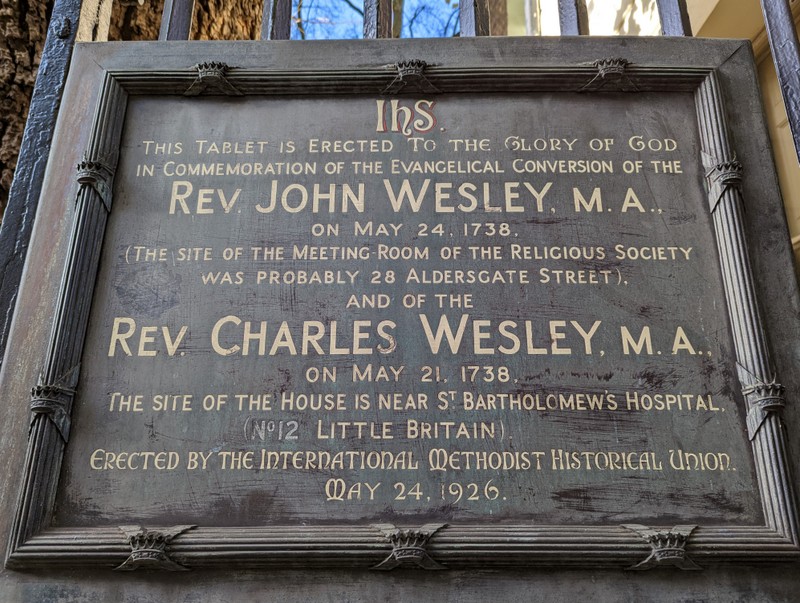 IhS.
THIS TABLET IS ERECTED TO THE GLORY OF GOD
IN COMMEMORATION OF THE EVANGELICAL CONVERSION OF THE
REV. JOHN WESLEY, M.A.,
ON MAY 24. 1738.
(THE SITE OF THE MEETING-ROOM OF THE RELIGIOUS SOCIETY
WAS PROBABLY 28 ALDERSGATE STREET),
AND OF THE
REV. CHARLES WESLEY, M.A.,
ON MAY 21. 1738.
THE SITE OF THE HOUSE IS NEAR ST BARTHOLOMEW'S HOSPITAL.
(No 12 LITTLE BRITAIN).
ERECTED BY THE INTERNATIONAL METHODIST HISTORICAL UNION.
MAY 24, 1926.